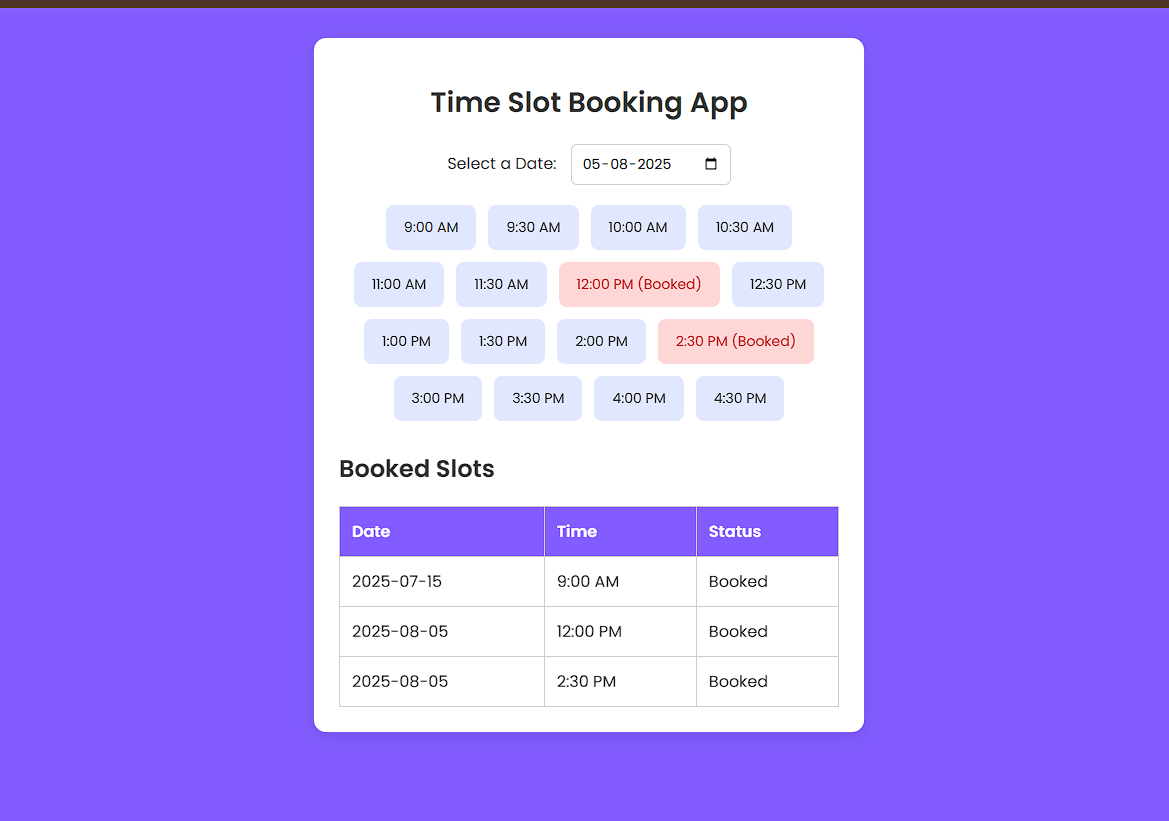 Time Slot Booking App
Select a Date: 05-08-2025
9:00 AM 9:30 AM 10:00 AM 10:30 AM
11:00 AM 11:30 AM 12:00 PM (Booked) 12:30 PM
1:00 PM 1:30 PM 2:00 PM 2:30 PM (Booked)
3:00 PM 3:30 PM 4:00 PM 4:30 PM
Booked Slots
Date Time Status
2025-07-15 9:00 AM Booked
2025-08-05 12:00 PM Booked
2025-08-05 2:30 PM Booked